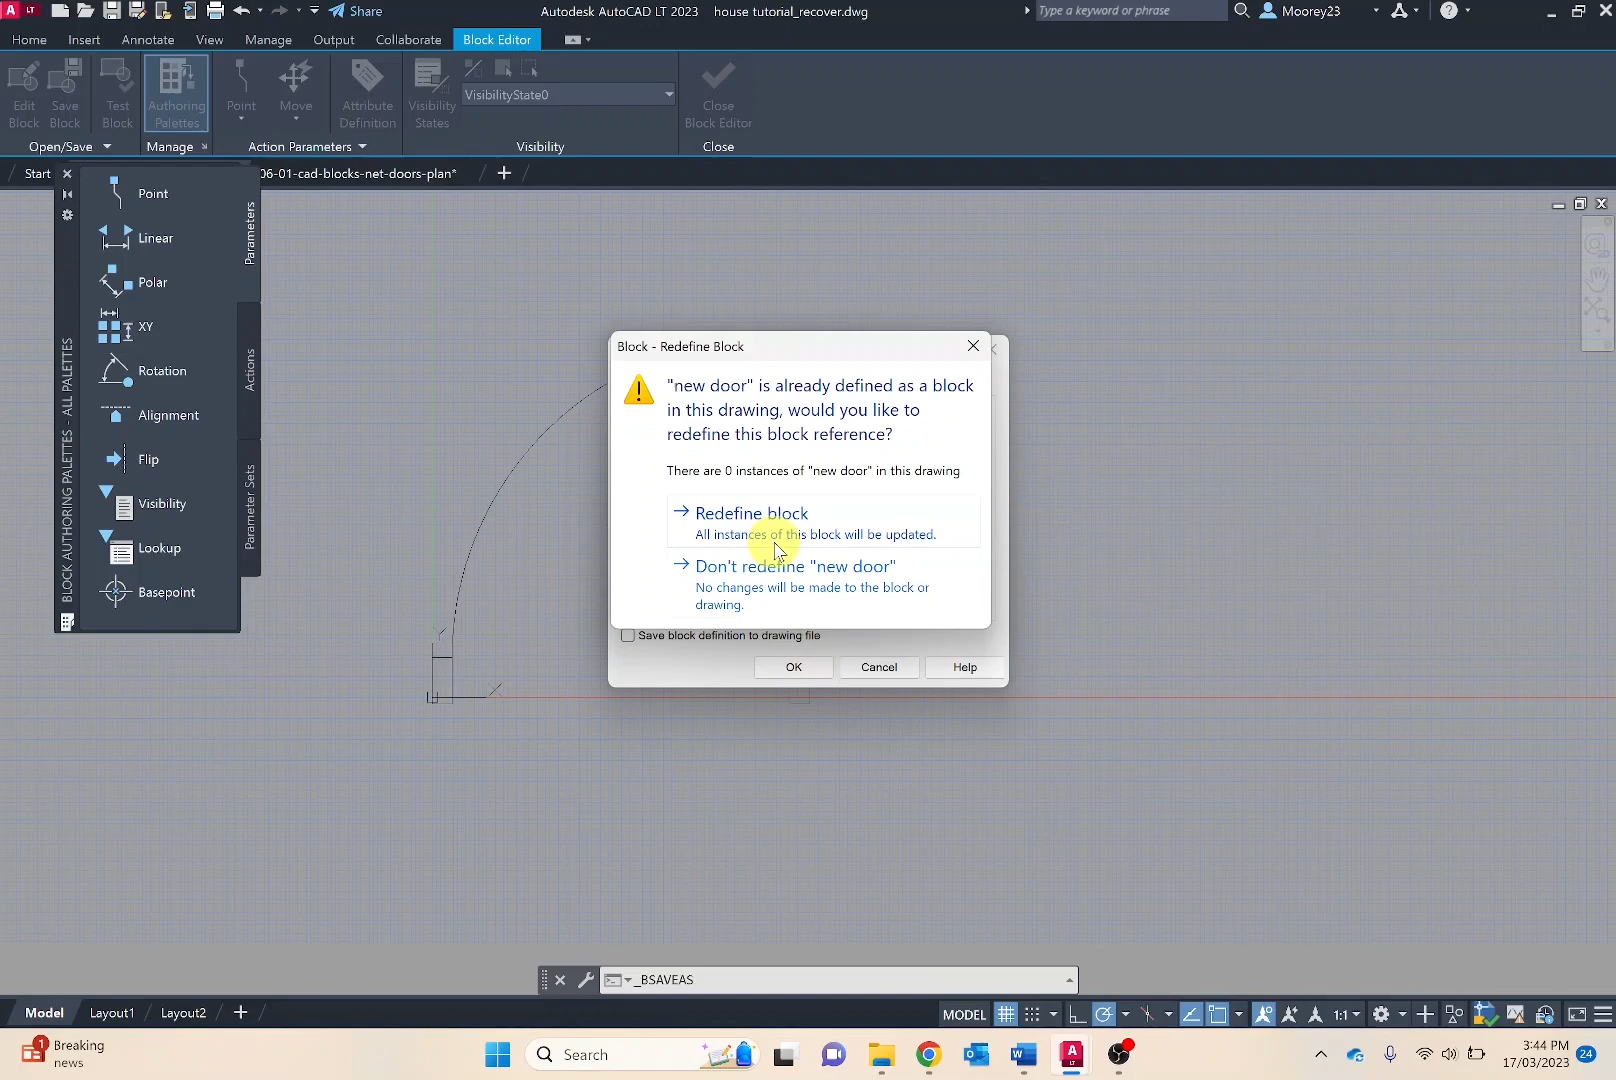 A LT
Share
Autodesk AutoCAD LT 2023 house tutorial_recover.dwg
Type a keyword or phrase
Moorey23
Home Insert Annotate View Manage Output Collaborate Block Editor
Edit Block
Save Block
Test Block
Authoring Palettes
Point
Move
Attribute Definition
Visibility States
VisibilityState0
Close Block Editor
Open/Save Manage Action Parameters Visibility Close
Start
06-01-cad-blocks-net-doors-plan*
Point
Linear
Polar
XY
Rotation
Alignment
Flip
Visibility
Lookup
Basepoint
Parameters
Actions
Parameter Sets
BLOCK AUTHORING PALETTES - ALL PALETTES
Block - Redefine Block
"new door" is already defined as a block
in this drawing, would you like to
redefine this block reference?
There are 0 instances of "new door" in this drawing
Redefine block
All instances of this block will be updated.
Don't redefine "new door"
No changes will be made to the block or
drawing.
Save block definition to drawing file
OK Cancel Help
_BSAVEAS
Model Layout1 Layout2
MODEL
1:1
1 Breaking
news
Search
3:44 PM
17/03/2023
24